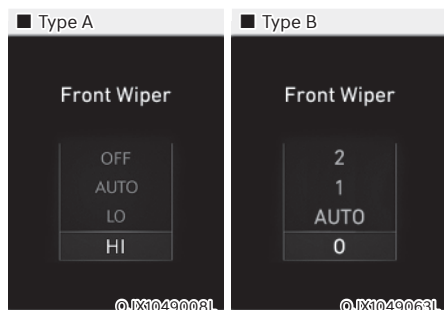 ■ Type A
Front Wiper
OFF
AUTO
LO
HI
OJX1049008L
■ Type B
Front Wiper
2
1
AUTO
0
OJX1049063L